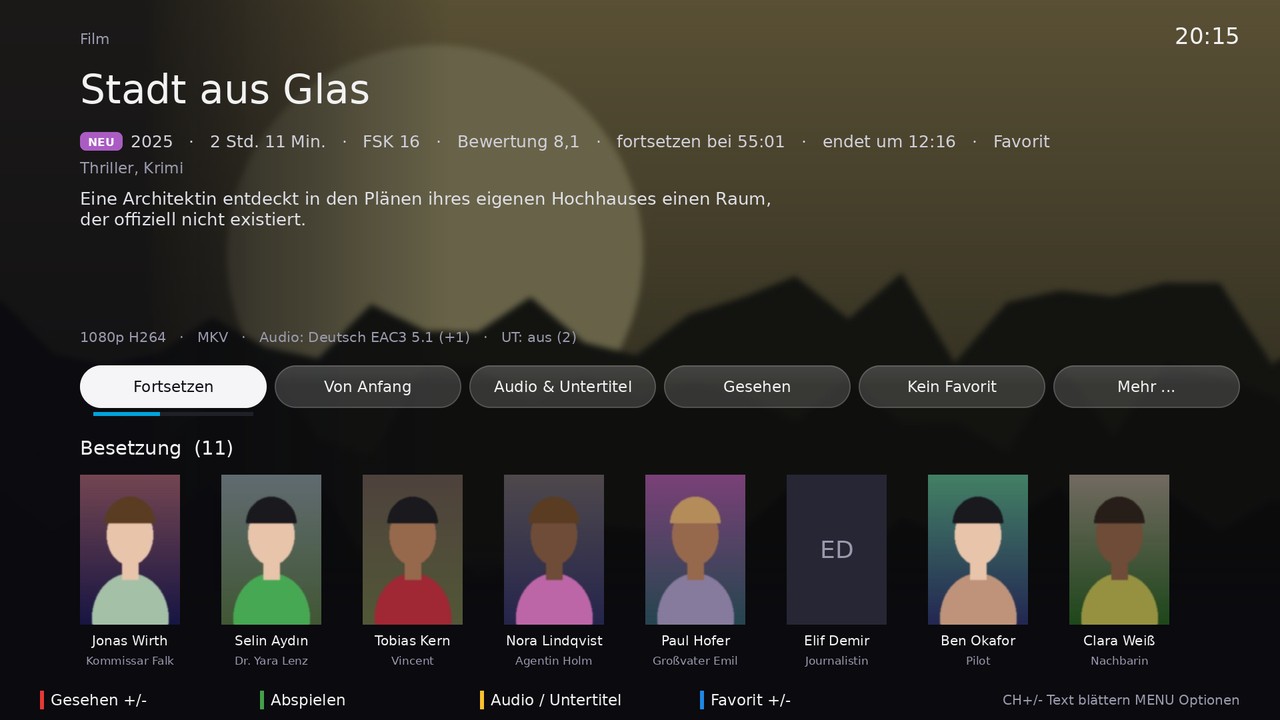 Film
20:15
Stadt aus Glas
NEU 2025 · 2 Std. 11 Min. · FSK 16 · Bewertung 8,1 · fortsetzen bei 55:01 · endet um 12:16 · Favorit
Thriller, Krimi
Eine Architektin entdeckt in den Plänen ihres eigenen Hochhauses einen Raum,
der offiziell nicht existiert.
1080p H264 · MKV · Audio: Deutsch EAC3 5.1 (+1) · UT: aus (2)
Fortsetzen Von Anfang Audio & Untertitel Gesehen Kein Favorit Mehr ...
Besetzung (11)
ED
Jonas Wirth Selin Aydın Tobias Kern Nora Lindqvist Paul Hofer Elif Demir Ben Okafor Clara Weiß
Kommissar Falk Dr. Yara Lenz Vincent Agentin Holm Großvater Emil Journalistin Pilot Nachbarin
Gesehen +/- Abspielen Audio / Untertitel Favorit +/- CH+/- Text blättern MENU Optionen